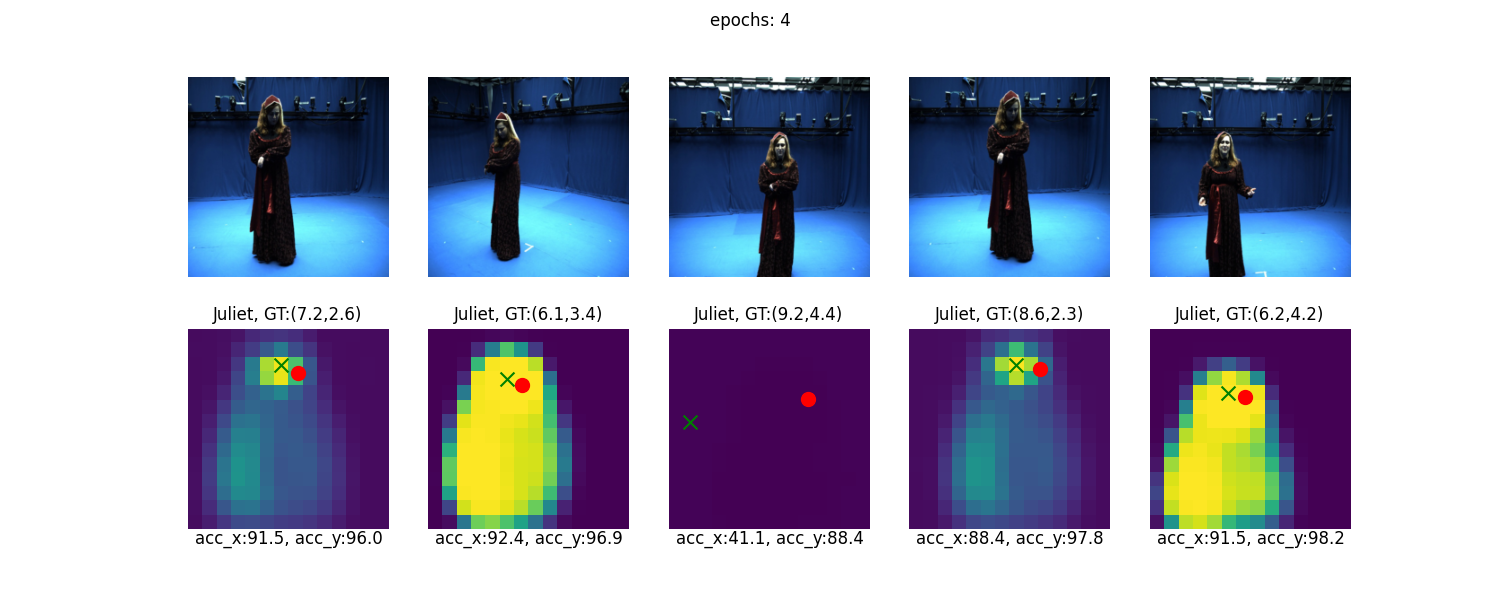 epochs: 4
Juliet, GT:(7.2,2.6)
Juliet, GT:(6.1,3.4)
Juliet, GT:(9.2,4.4)
Juliet, GT:(8.6,2.3)
Juliet, GT:(6.2,4.2)
acc_x:91.5, acc_y:96.0
acc_x:92.4, acc_y:96.9
acc_x:41.1, acc_y:88.4
acc_x:88.4, acc_y:97.8
acc_x:91.5, acc_y:98.2